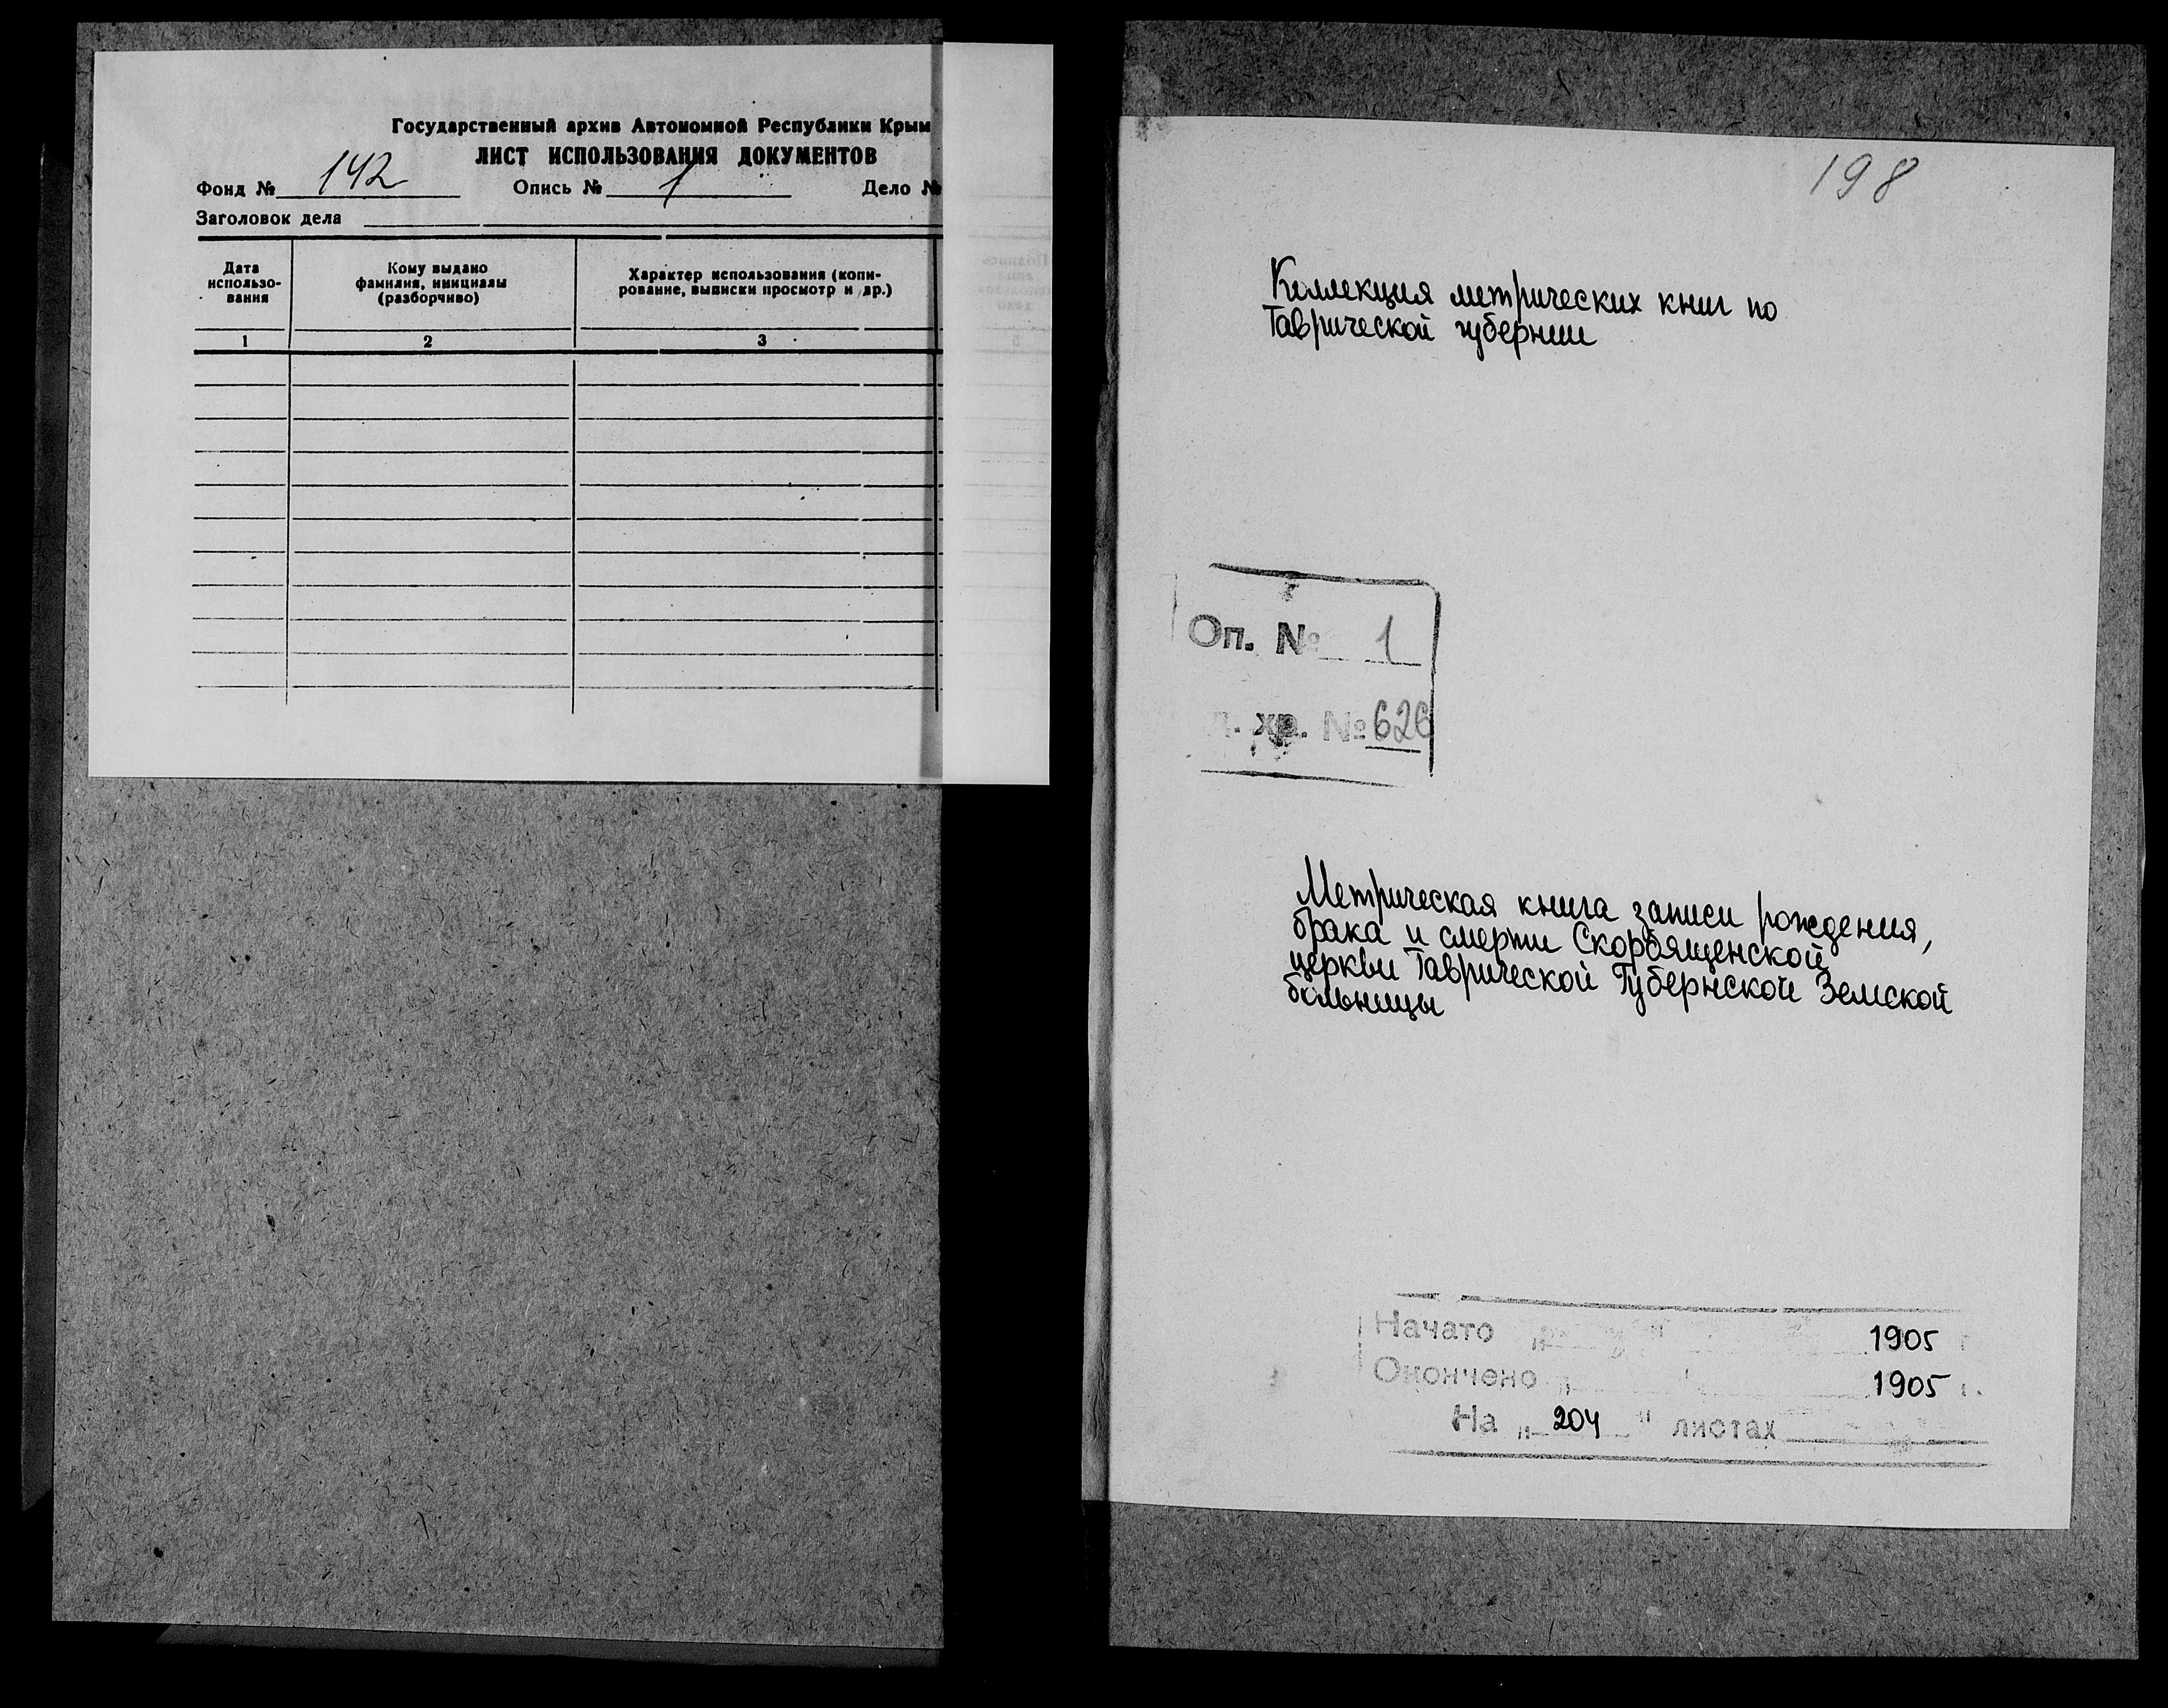 Государственный архив Автономной Республики Крым
ЛИСТ ИСПОЛЬЗОВАНИЯ ДОКУМЕНТОВ
Фонд № 142 Опись № 1 Дело №
Заголовок дела
Дата
использо-
вания
Кому выдано
фамилия, инициалы
(разборчиво)
Характер использования (копи-
рование, выписки просмотр и др.)
1 2 3
198
Коллекция метрических книг по
Таврической губернии
Оп. № 1
д. хр. № 626
Метрическая книга записи рождения,
брака и смерти Скорбященской
церкви Таврической Губернской Земской
больницы
Начато „ 1905 г
Окончено „ 1905 г.
На „ 204 " листах